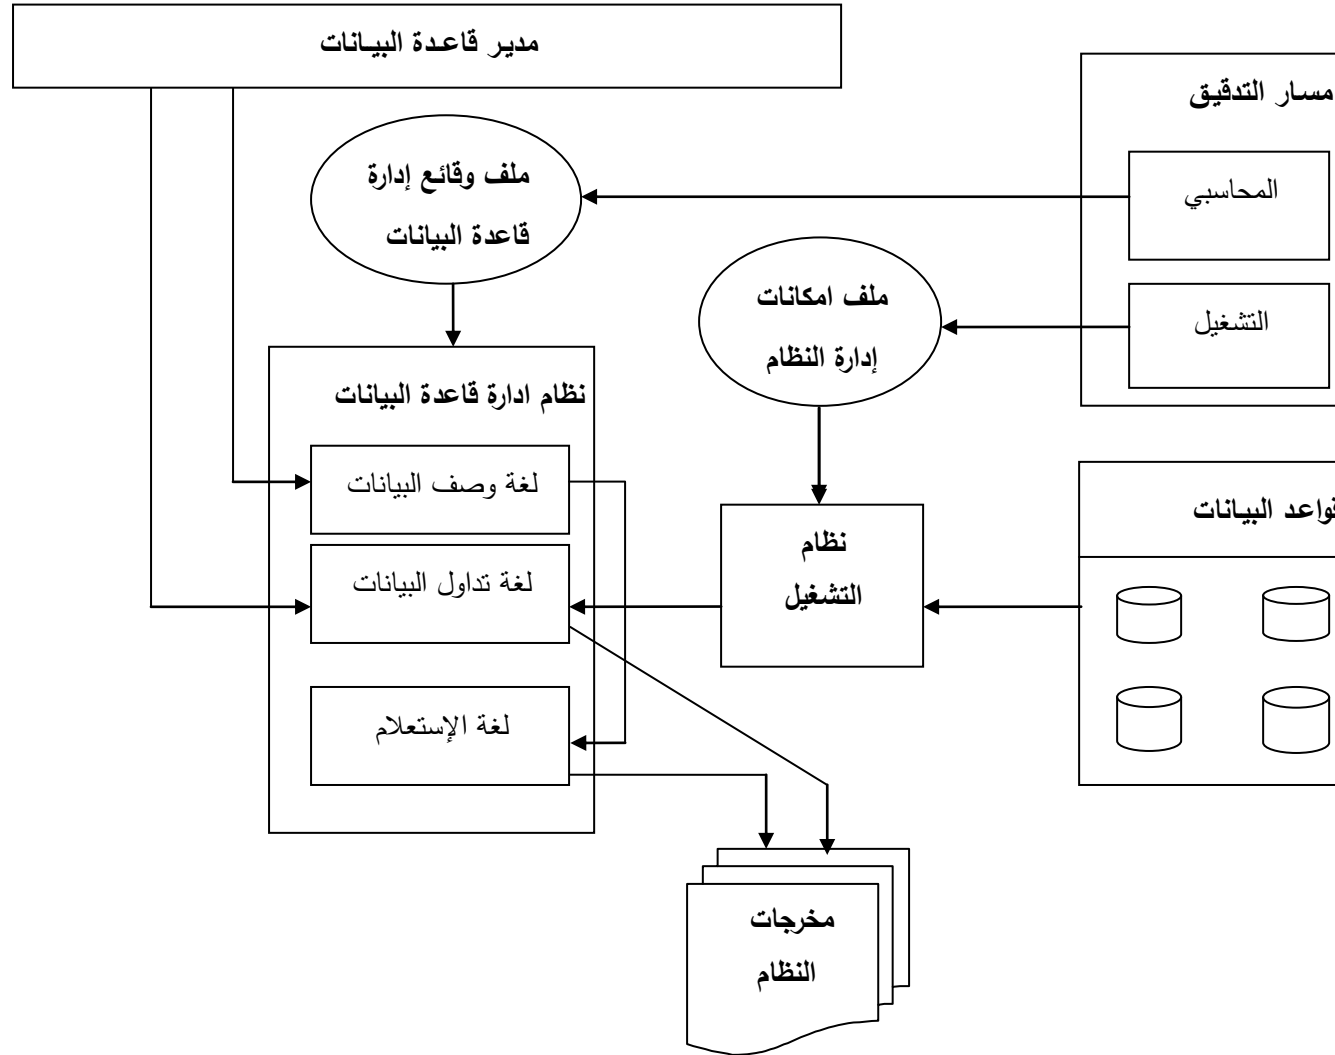 مدير قاعدة البيانات
مسار التدقيق
ملف وقائع إدارة
قاعدة البيانات
المحاسبي
ملف امكانات
إدارة النظام
التشغيل
نظام ادارة قاعدة البيانات
لغة وصف البيانات
لغة تداول البيانات
لغة الإستعلام
نظام
التشغيل
البيانات
مخرجات
النظام